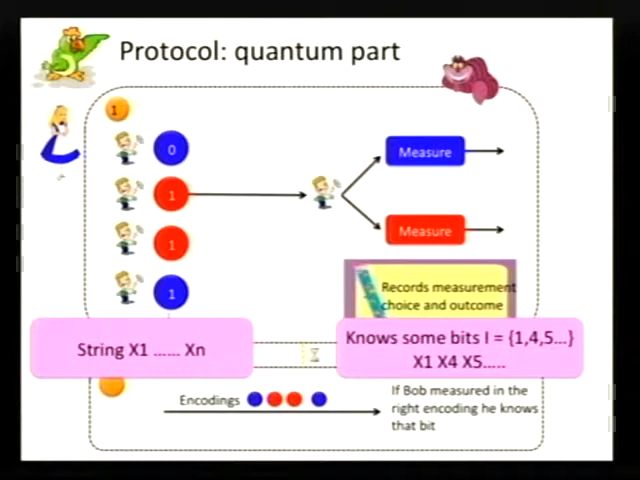 Protocol: quantum part
1
0
Measure
1
Measure
1
1
Records measurement
choice and outcome
String X1 ...... Xn
Knows some bits I = {1,4,5...}
X1 X4 X5.....
Encodings
If Bob measured in the
right encoding he knows
that bit